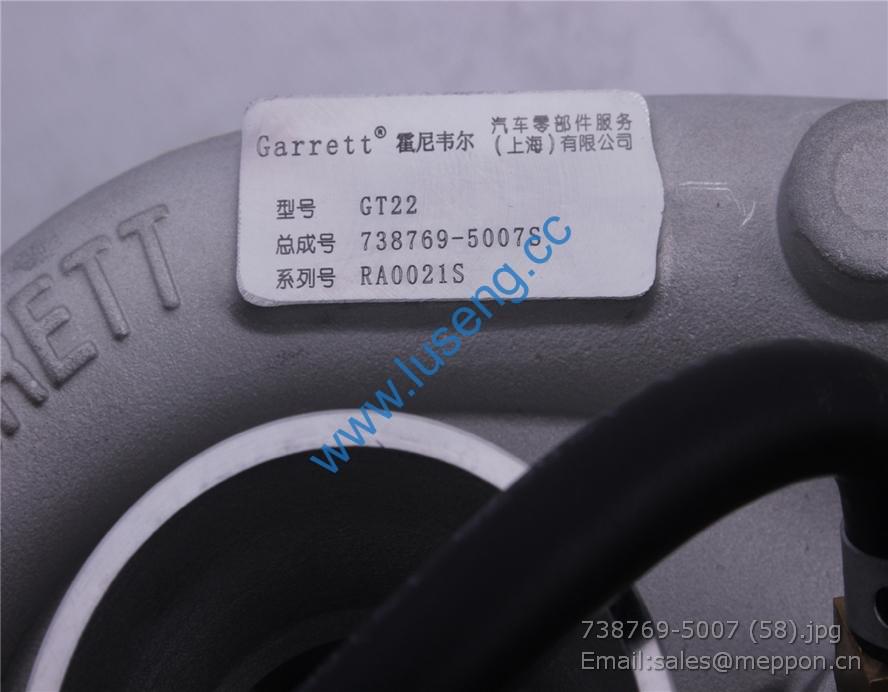 Garrett® 霍尼韦尔 汽车零部件服务
(上海)有限公司
型号 GT22
总成号 738769-5007S
系列号 RA0021S
RETT
www.luseng.cc
738769-5007 (58).jpg
Email:sales@meppon.cn